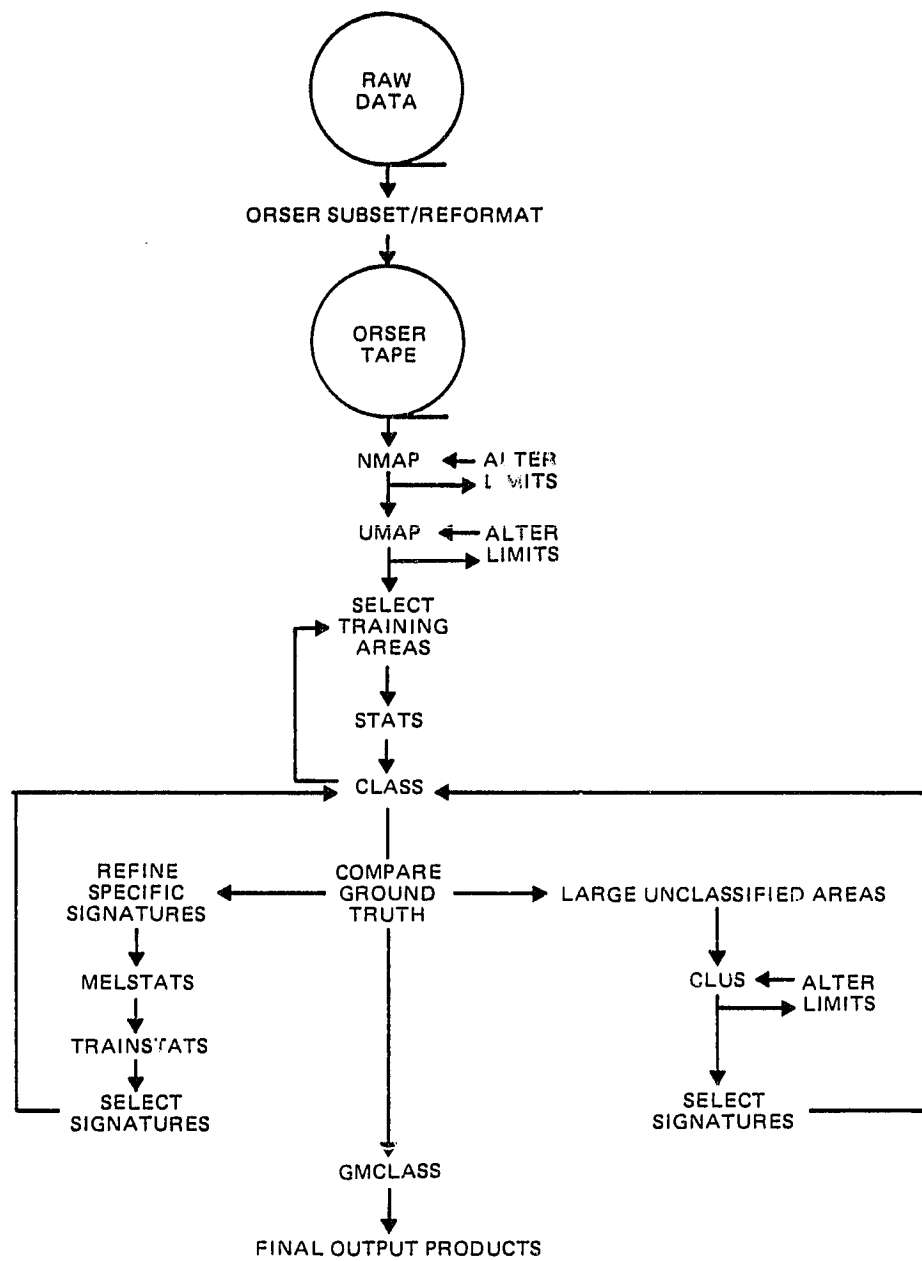 RAW
DATA
ORSER SUBSET/REFORMAT
ORSER
TAPE
NMAP
ALTER
LIMITS
UMAP
ALTER
LIMITS
SELECT
TRAINING
AREAS
STATS
CLASS
REFINE
SPECIFIC
SIGNATURES
COMPARE
GROUND
TRUTH
LARGE UNCLASSIFIED AREAS
MELSTATS
CLUS
ALTER
LIMITS
TRAINSTATS
SELECT
SIGNATURES
SELECT
SIGNATURES
GMCLASS
FINAL OUTPUT PRODUCTS